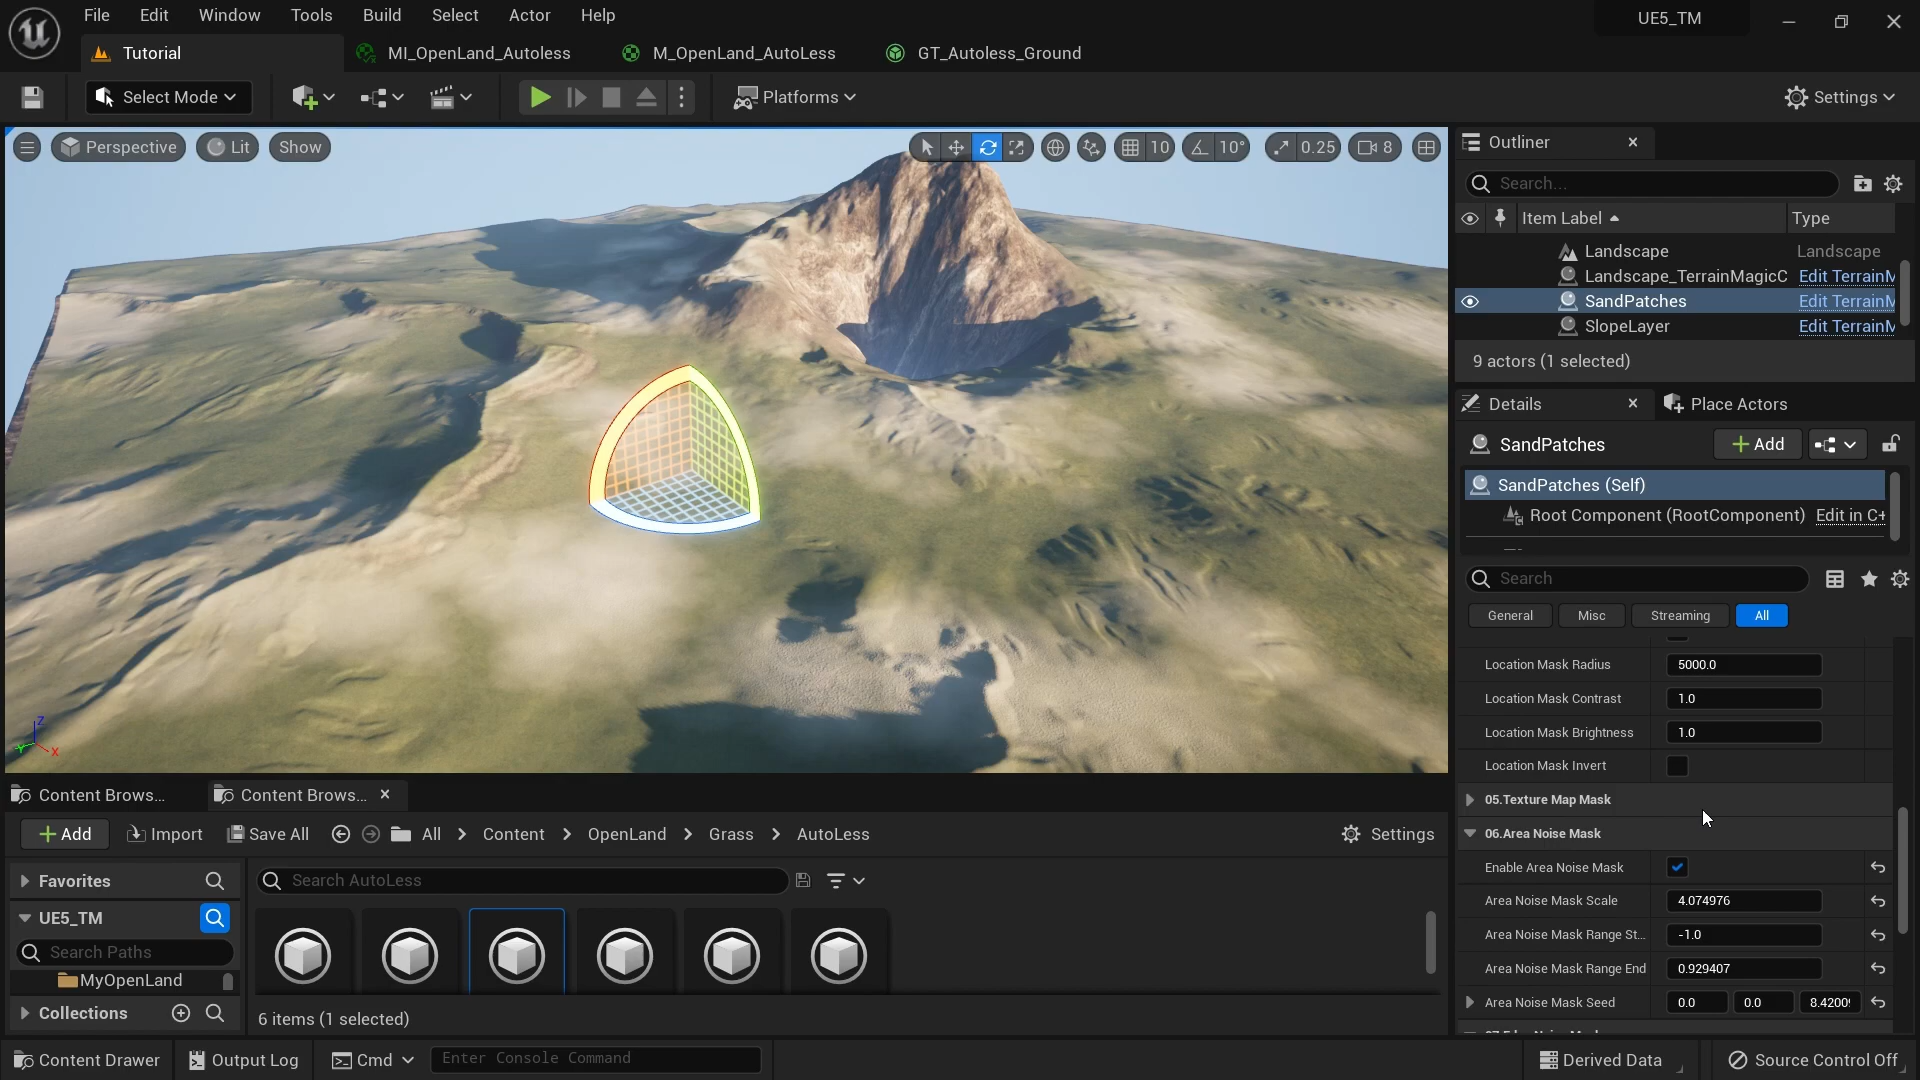 File Edit Window Tools Build Select Actor Help
UE5_TM
Tutorial
MI_OpenLand_Autoless
M_OpenLand_AutoLess
GT_Autoless_Ground
Select Mode
Platforms
Settings
Perspective
Lit
Show
10
10°
0.25
8
Outliner
Search...
Item Label
Type
Landscape
Landscape
Landscape_TerrainMagicC
Edit TerrainM
SandPatches
Edit TerrainM
SlopeLayer
Edit TerrainM
9 actors (1 selected)
Details
Place Actors
SandPatches
Add
SandPatches (Self)
Root Component (RootComponent)
Edit in C+
Search
General
Misc
Streaming
All
Location Mask Radius
5000.0
Location Mask Contrast
1.0
Location Mask Brightness
1.0
Location Mask Invert
05.Texture Map Mask
06.Area Noise Mask
Enable Area Noise Mask
Area Noise Mask Scale
4.074976
Area Noise Mask Range St...
-1.0
Area Noise Mask Range End
0.929407
Area Noise Mask Seed
0.0
0.0
8.42009
Z
Y
X
Content Brows...
Content Brows...
Add
Import
Save All
All
Content
OpenLand
Grass
AutoLess
Settings
Favorites
Search AutoLess
UE5_TM
Search Paths
MyOpenLand
Collections
6 items (1 selected)
Content Drawer
Output Log
Cmd
Enter Console Command
Derived Data
Source Control Off